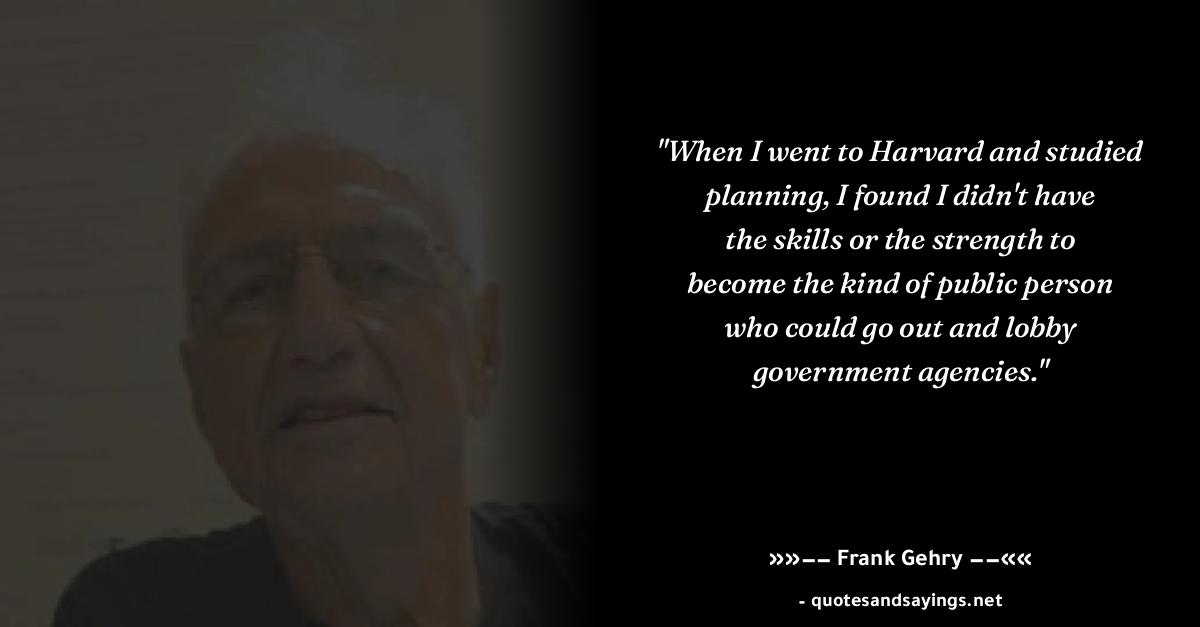 "When I went to Harvard and studied
planning, I found I didn't have
the skills or the strength to
become the kind of public person
who could go out and lobby
government agencies."
»»−− Frank Gehry −−««
- quotesandsayings.net